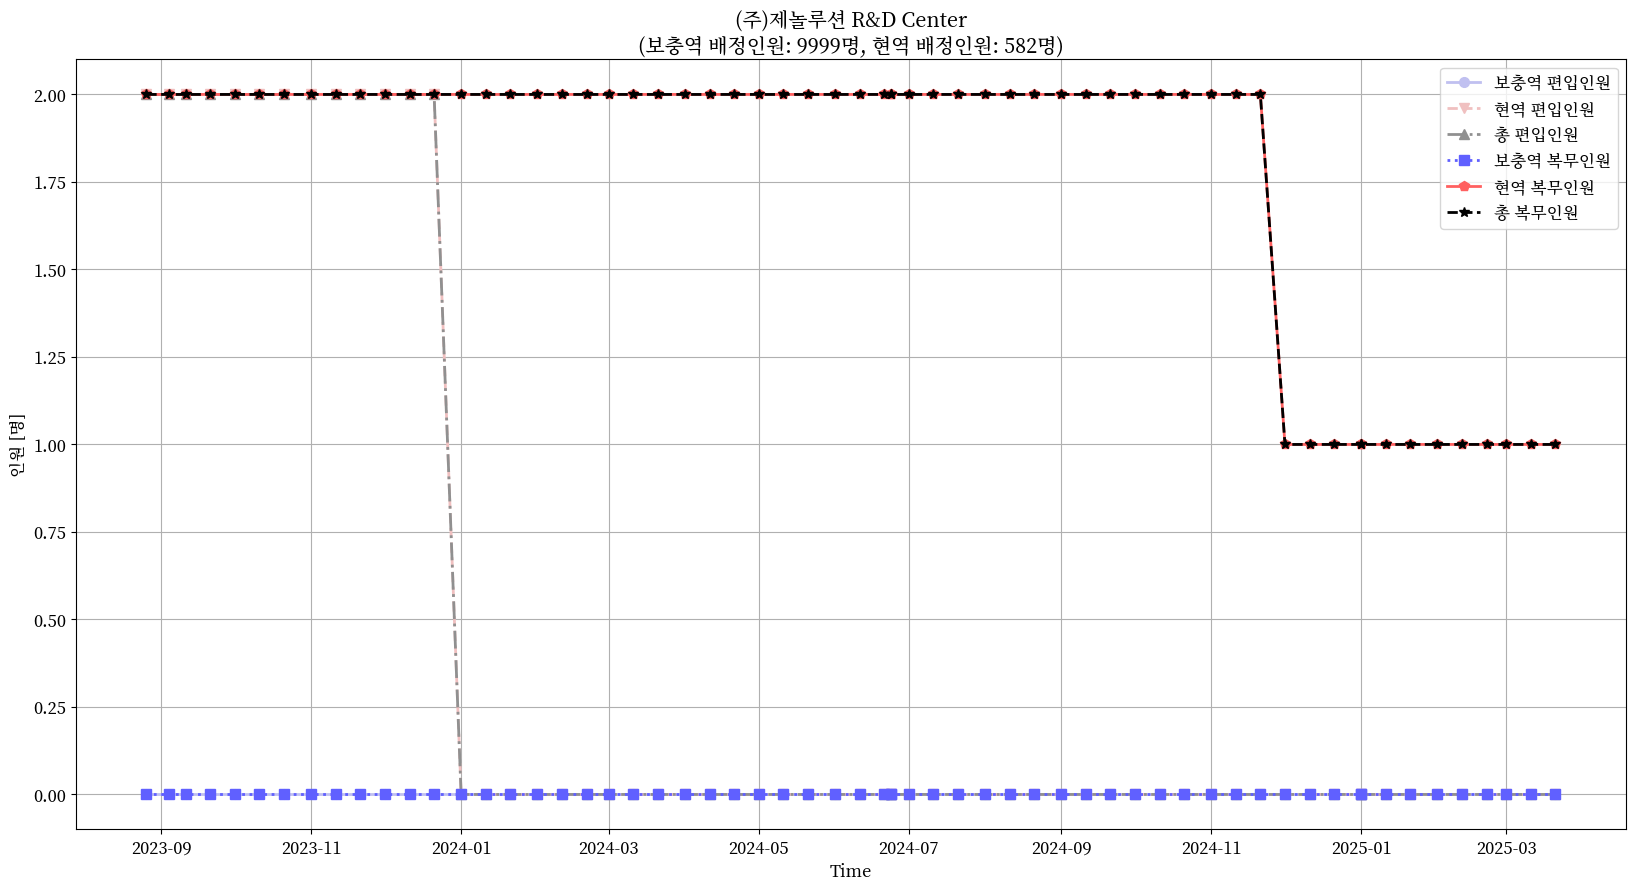 (주)제놀루션 R&D Center
(보충역 배정인원: 9999명, 현역 배정인원: 582명)
보충역 편입인원
현역 편입인원
총 편입인원
보충역 복무인원
현역 복무인원
총 복무인원
인원 [명]
2.00
1.75
1.50
1.25
1.00
0.75
0.50
0.25
0.00
2023-09 2023-11 2024-01 2024-03 2024-05 2024-07 2024-09 2024-11 2025-01 2025-03
Time